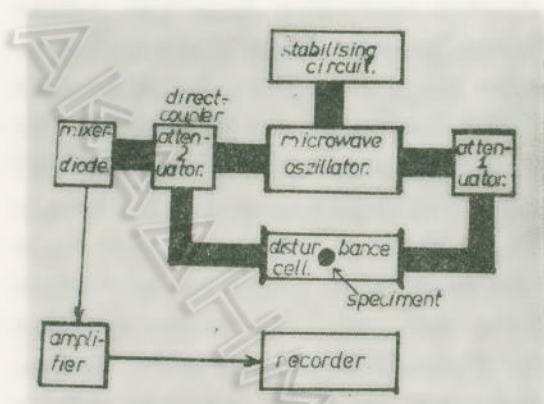 stabilising
circuit.
direct-
coupler
mixer
diode.
atten-
2
uator.
microwave
oszillator.
atten-
1
uator.
distur bance
cell.
speciment
ampli-
fier
recorder